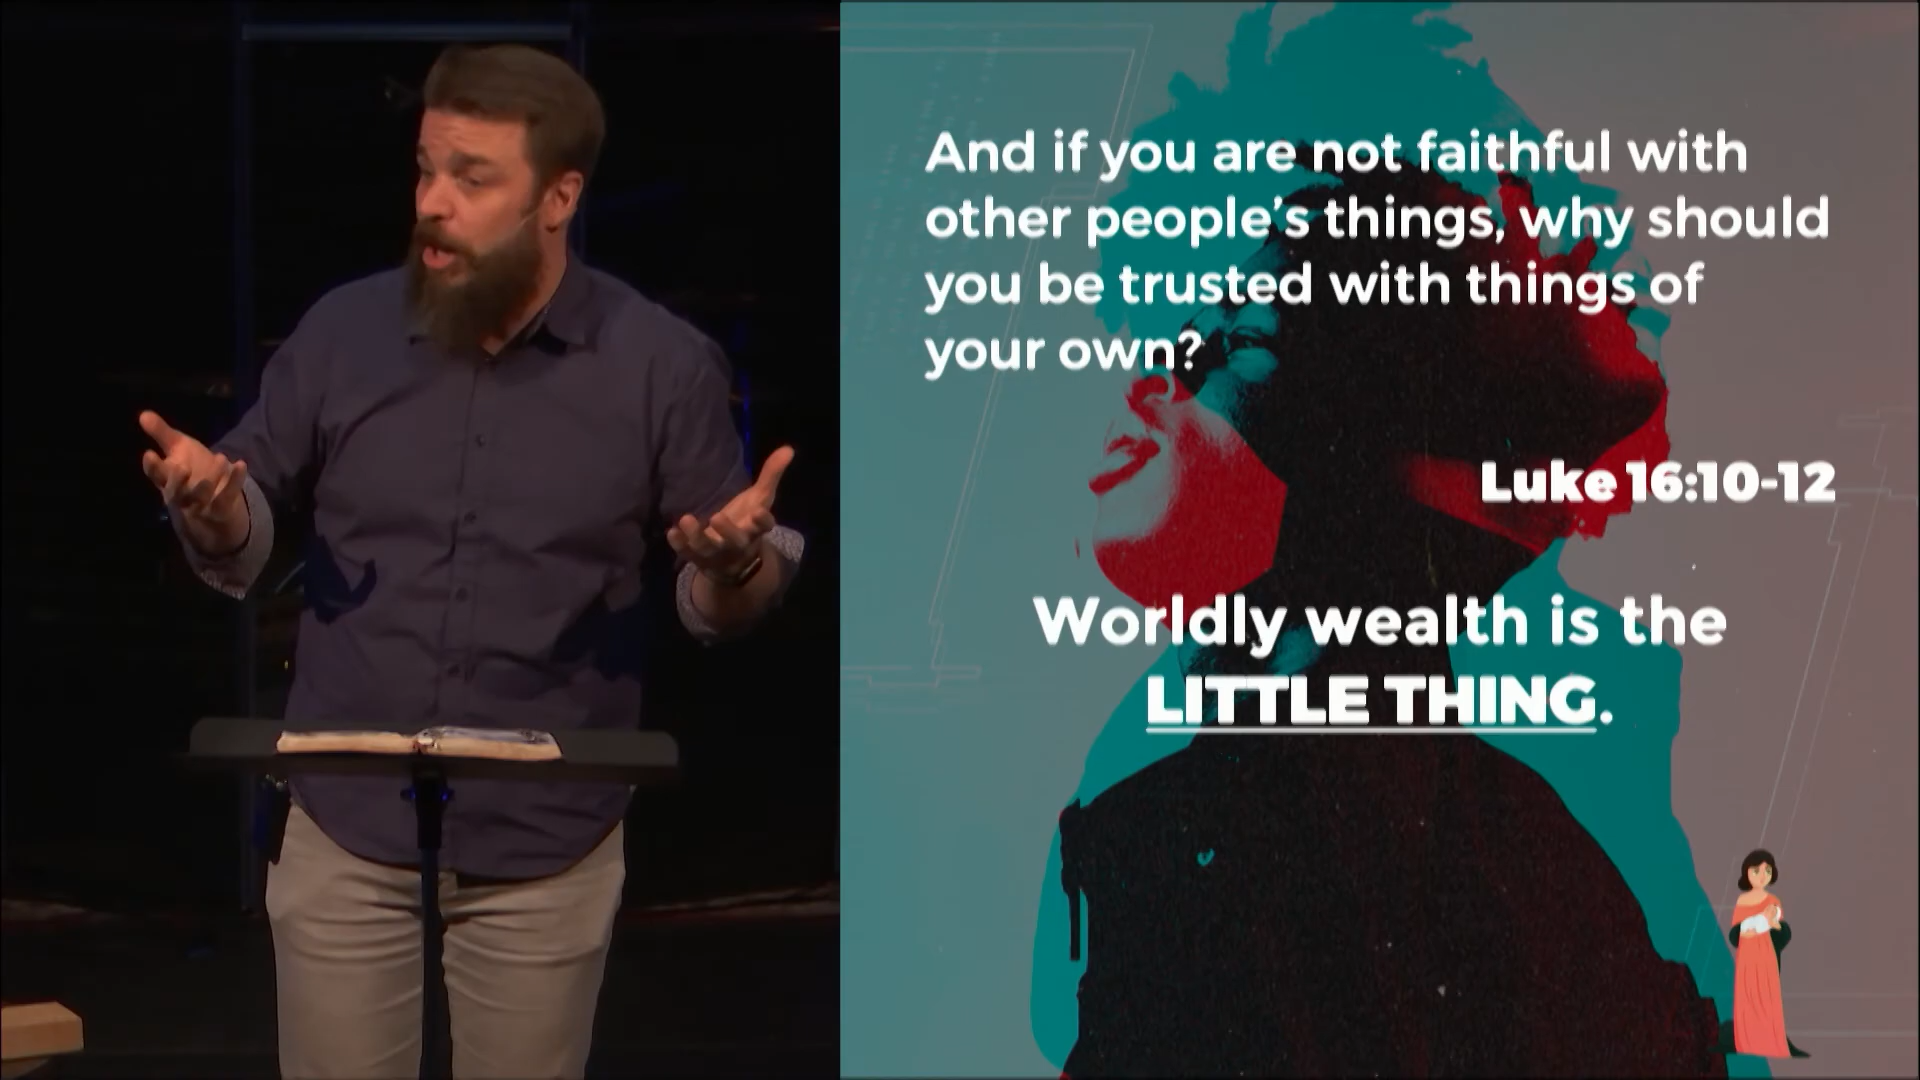 And if you are not faithful with
other people's things, why should
you be trusted with things of
your own?
Luke 16:10-12
Worldly wealth is the
LITTLE THING.